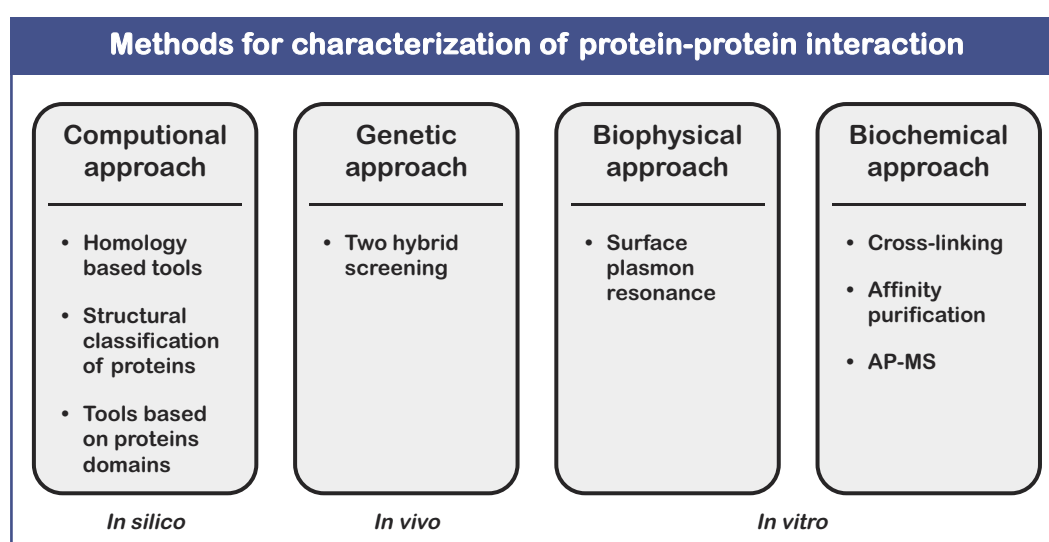 Methods for characterization of protein-protein interaction
Computional
approach
• Homology
based tools
• Structural
classification
of proteins
• Tools based
on proteins
domains
In silico
Genetic
approach
• Two hybrid
screening
In vivo
Biophysical
approach
• Surface
plasmon
resonance
Biochemical
approach
• Cross-linking
• Affinity
purification
• AP-MS
In vitro